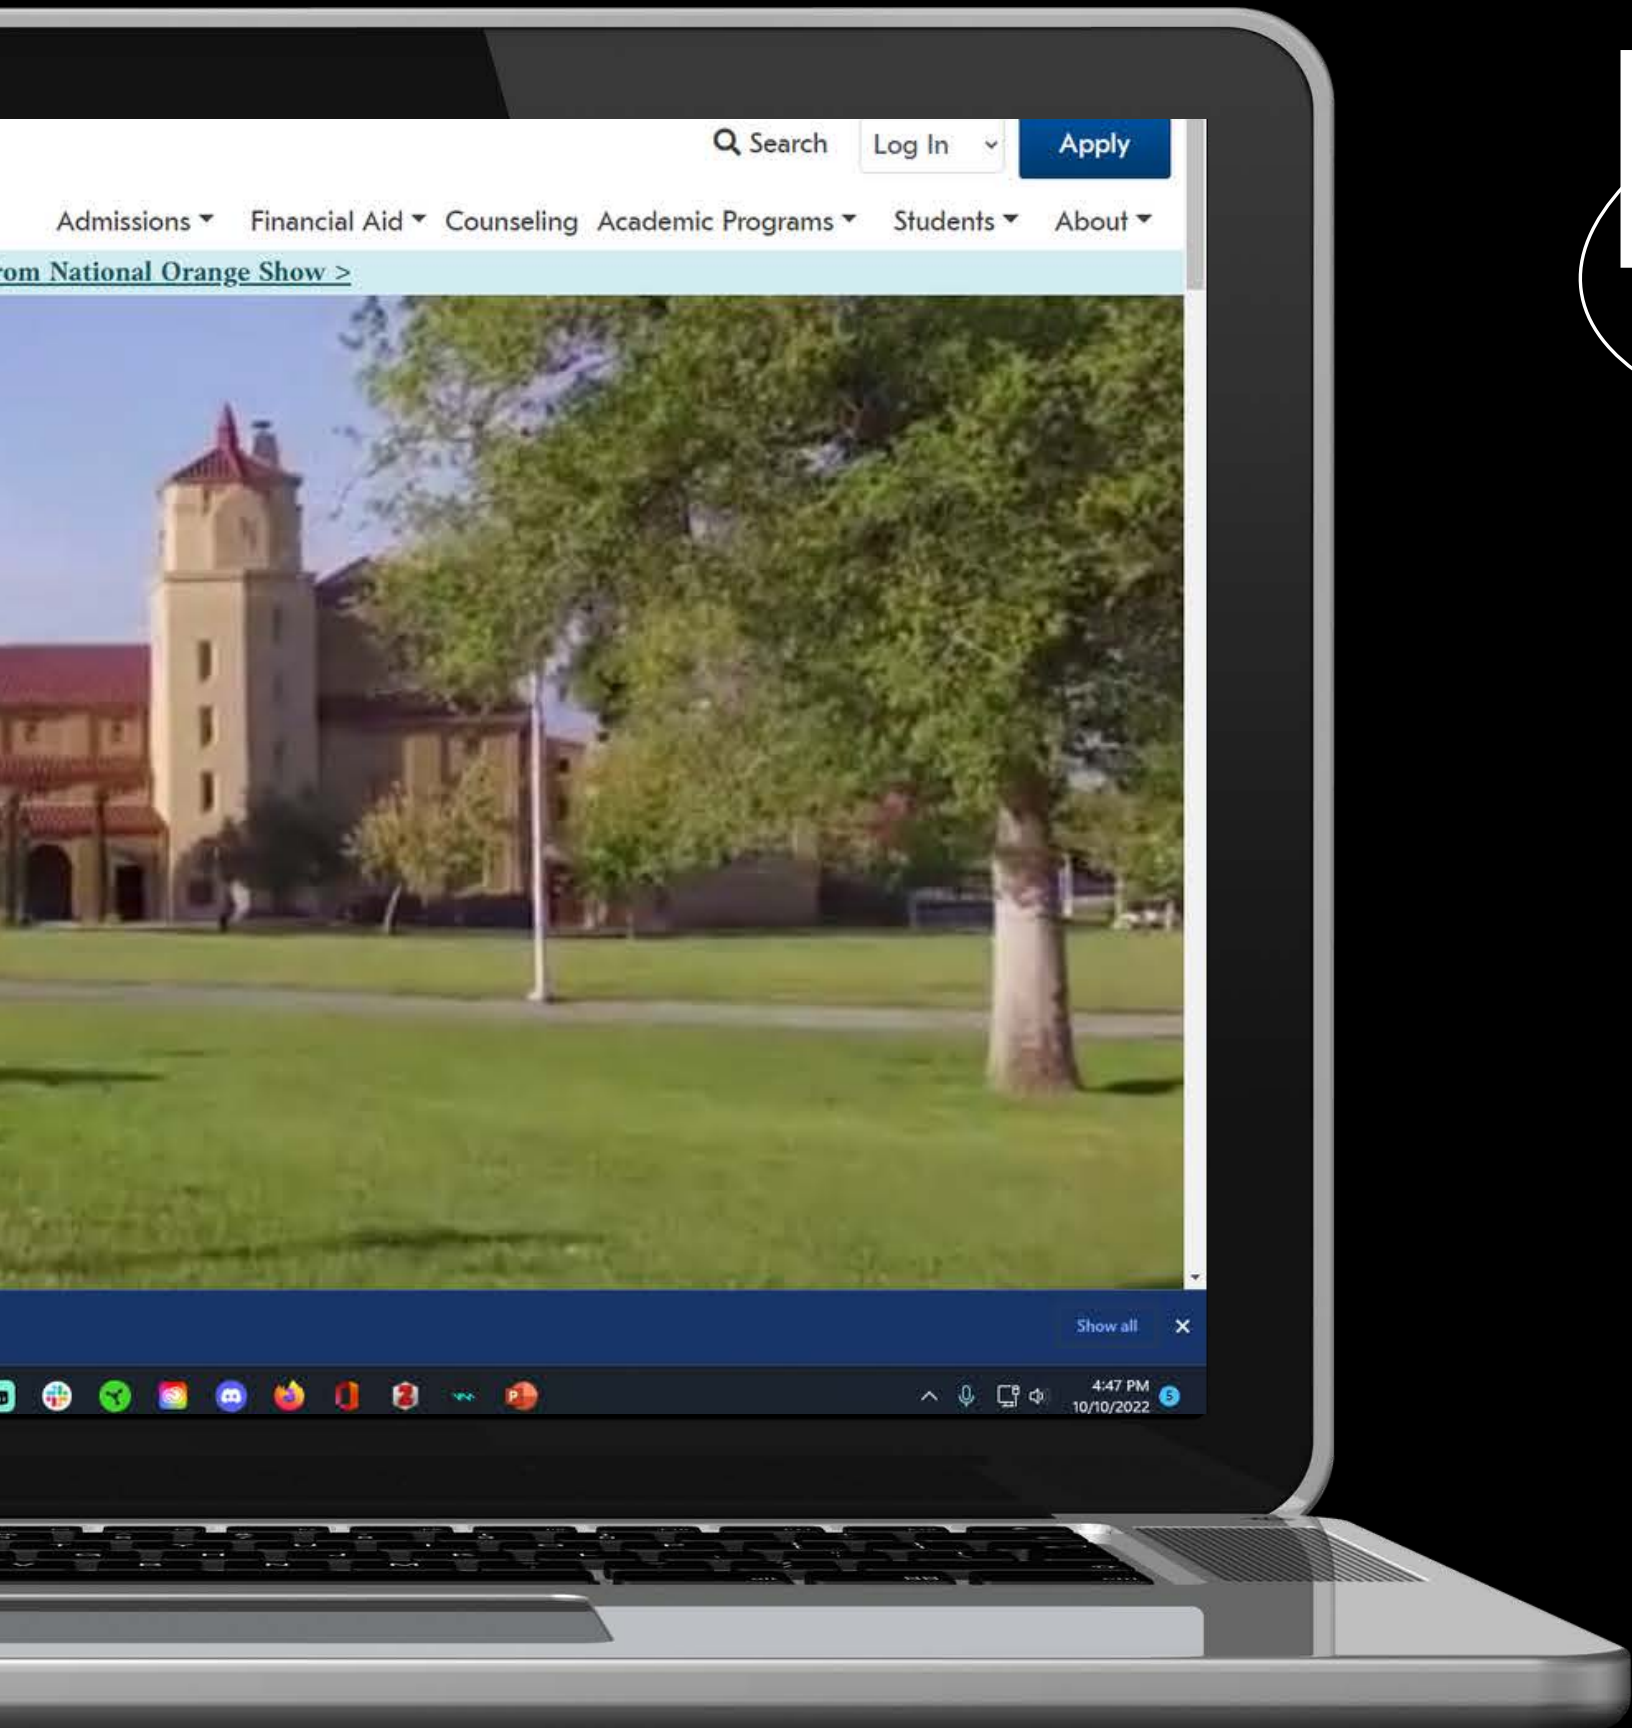 Search Log In Apply
Admissions Financial Aid Counseling Academic Programs Students About
om National Orange Show >
Show all
4:47 PM
10/10/2022
5